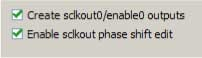 Create sclkout0/enable0 outputs
Enable sclkout phase shift edit